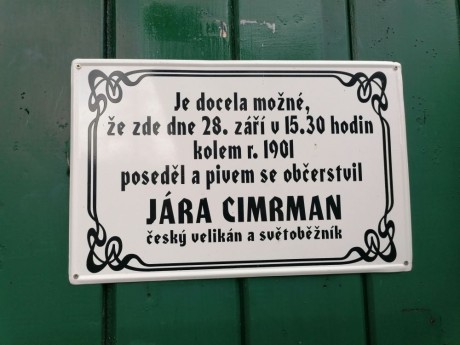 Je docela možné,
že zde dne 28. září v 15.30 hodin
kolem r. 1901
poseděl a pivem se občerstvil
JÁRA CIMRMAN
český velikán a světoběžník